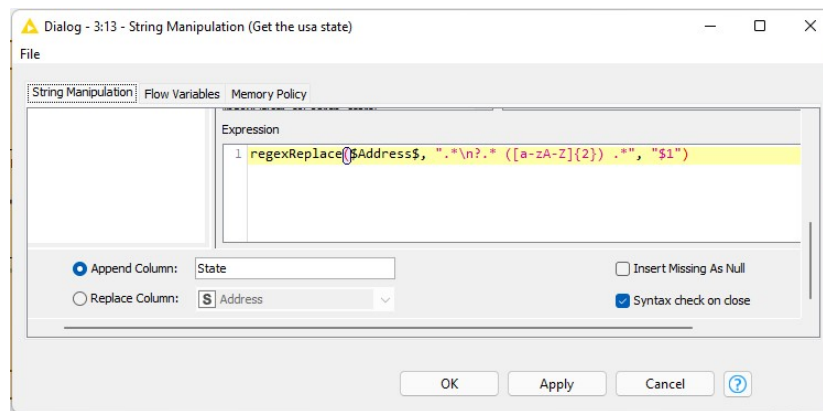 Dialog - 3:13 - String Manipulation (Get the usa state)
File
String Manipulation Flow Variables Memory Policy
Expression
1 regexReplace($Address$, ".*\n?.* ([a-zA-Z]{2}) .*", "$1")
Append Column: State
Insert Missing As Null
Replace Column: S Address
Syntax check on close
OK Apply Cancel ?